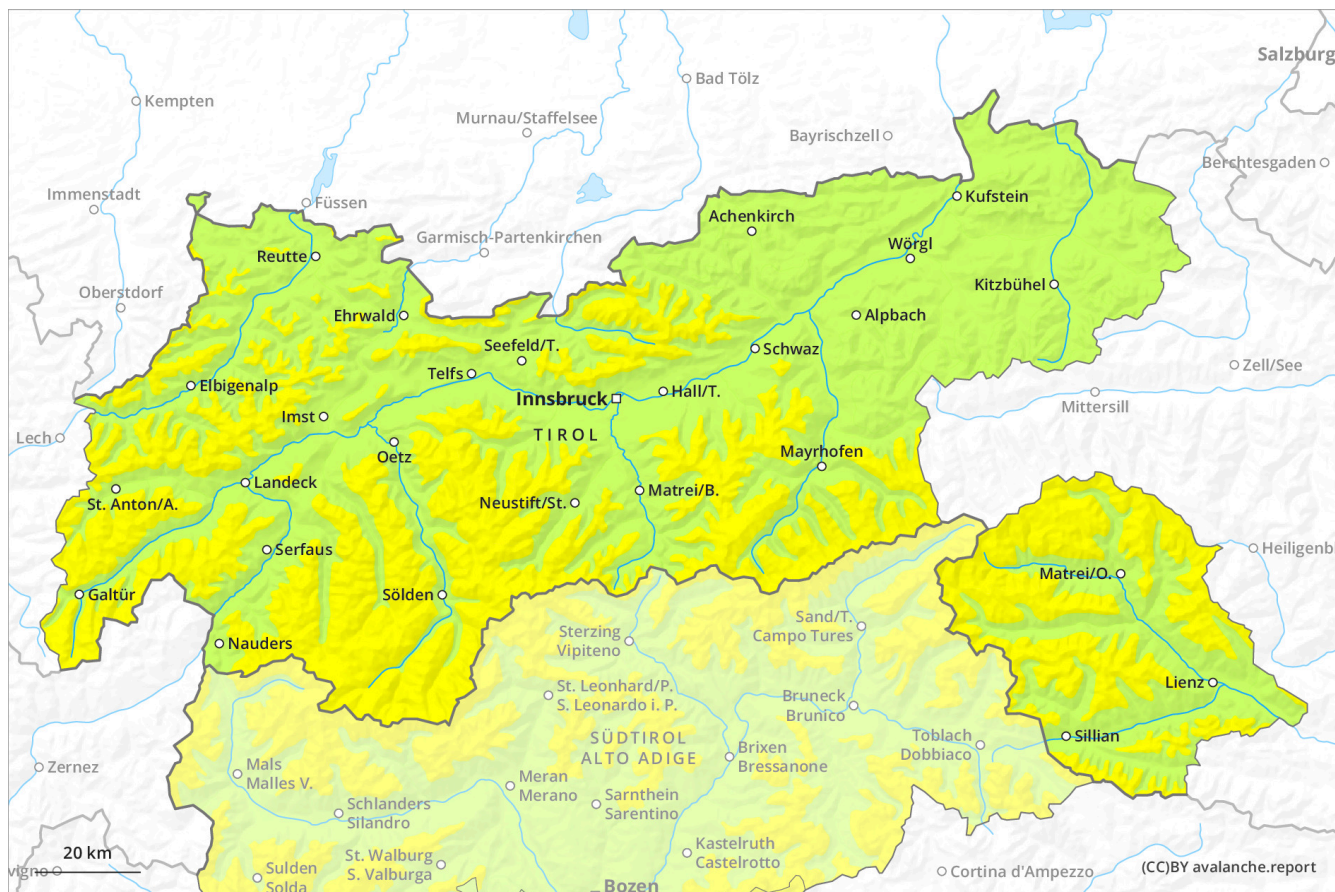 Salzburg
Bad Tölz
Kempten
Murnau/Staffelsee
Bayrischzell
Berchtesgaden
Immenstadt
Füssen
Kufstein
Achenkirch
Garmisch-Partenkirchen
Wörgl
Reutte
Kitzbühel
Oberstdorf
Ehrwald
Alpbach
Seefeld/T.
Schwaz
Zell/See
Telfs
Elbigenalp
Hall/T.
Innsbruck
Mittersill
Imst
TIROL
Lech
Oetz
Mayrhofen
Landeck
Matrei/B.
St. Anton/A.
Neustift/St.
Serfaus
Heiligenb
Matrei/O.
Galtür
Sölden
Sand/T.
Campo Tures
Sterzing
Vipiteno
Nauders
Lienz
St. Leonhard/P.
S. Leonardo i. P.
Bruneck
Brunico
SÜDTIROL
ALTO ADIGE
Toblach
Dobbiaco
Sillian
Brixen
Bressanone
Zernez
Mals
Malles V.
Meran
Merano
Sarnthein
Sarentino
Schlanders
Silandro
20 km
Kastelruth
Castelrotto
St. Walburg
S. Valburga
vigno
Sulden
Solda
Cortina d'Ampezzo
(CC)BY avalanche.report
Bozen